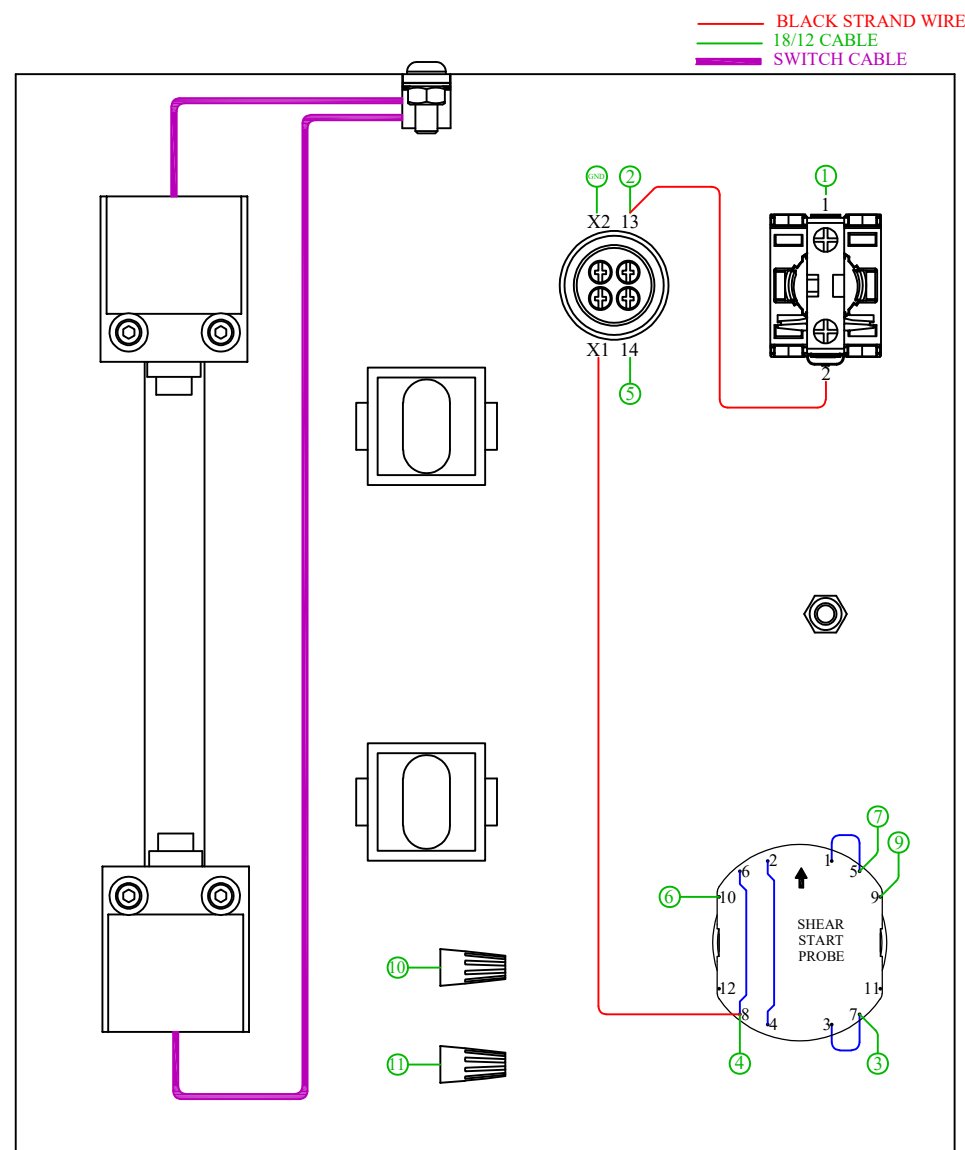 BLACK STRAND WIRE
18/12 CABLE
SWITCH CABLE
GND 2 1
X2 13 1
X1 14
2
5
7
9
6 2 1 5
6 10 9
SHEAR
START
PROBE
10
12 11
8 4 3 7
11 4 3